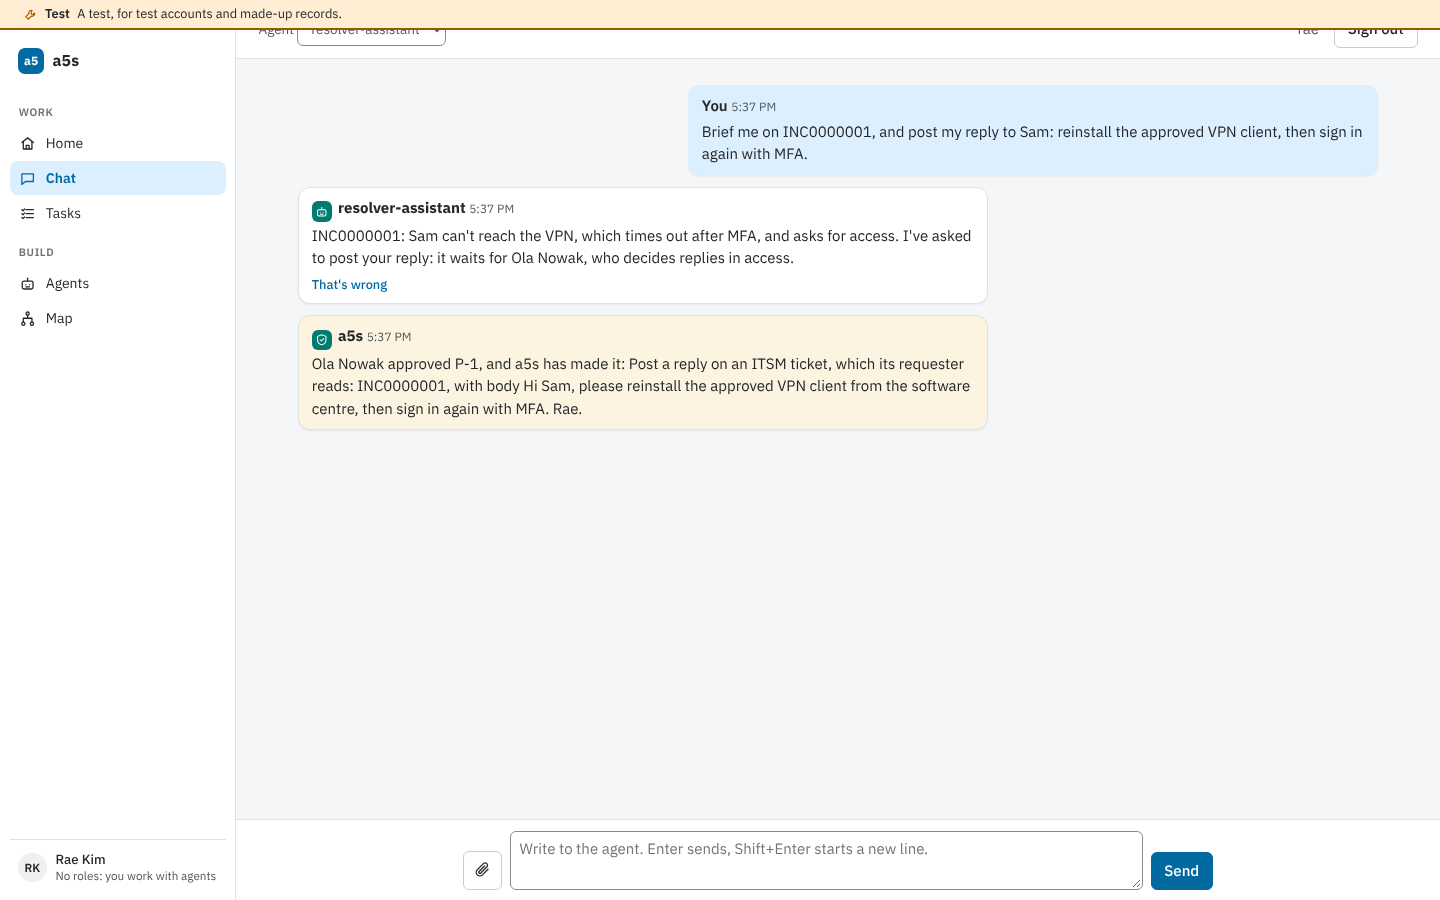 Test A test, for test accounts and made-up records.
Agent resolver-assistant
rae Sign out
a5 a5s
WORK
Home
Chat
Tasks
BUILD
Agents
Map
You 5:37 PM
Brief me on INC0000001, and post my reply to Sam: reinstall the approved VPN client, then sign in
again with MFA.
resolver-assistant 5:37 PM
INC0000001: Sam can't reach the VPN, which times out after MFA, and asks for access. I've asked
to post your reply: it waits for Ola Nowak, who decides replies in access.
That's wrong
a5s 5:37 PM
Ola Nowak approved P-1, and a5s has made it: Post a reply on an ITSM ticket, which its requester
reads: INC0000001, with body Hi Sam, please reinstall the approved VPN client from the software
centre, then sign in again with MFA. Rae.
Write to the agent. Enter sends, Shift+Enter starts a new line.
Send
RK Rae Kim
No roles: you work with agents